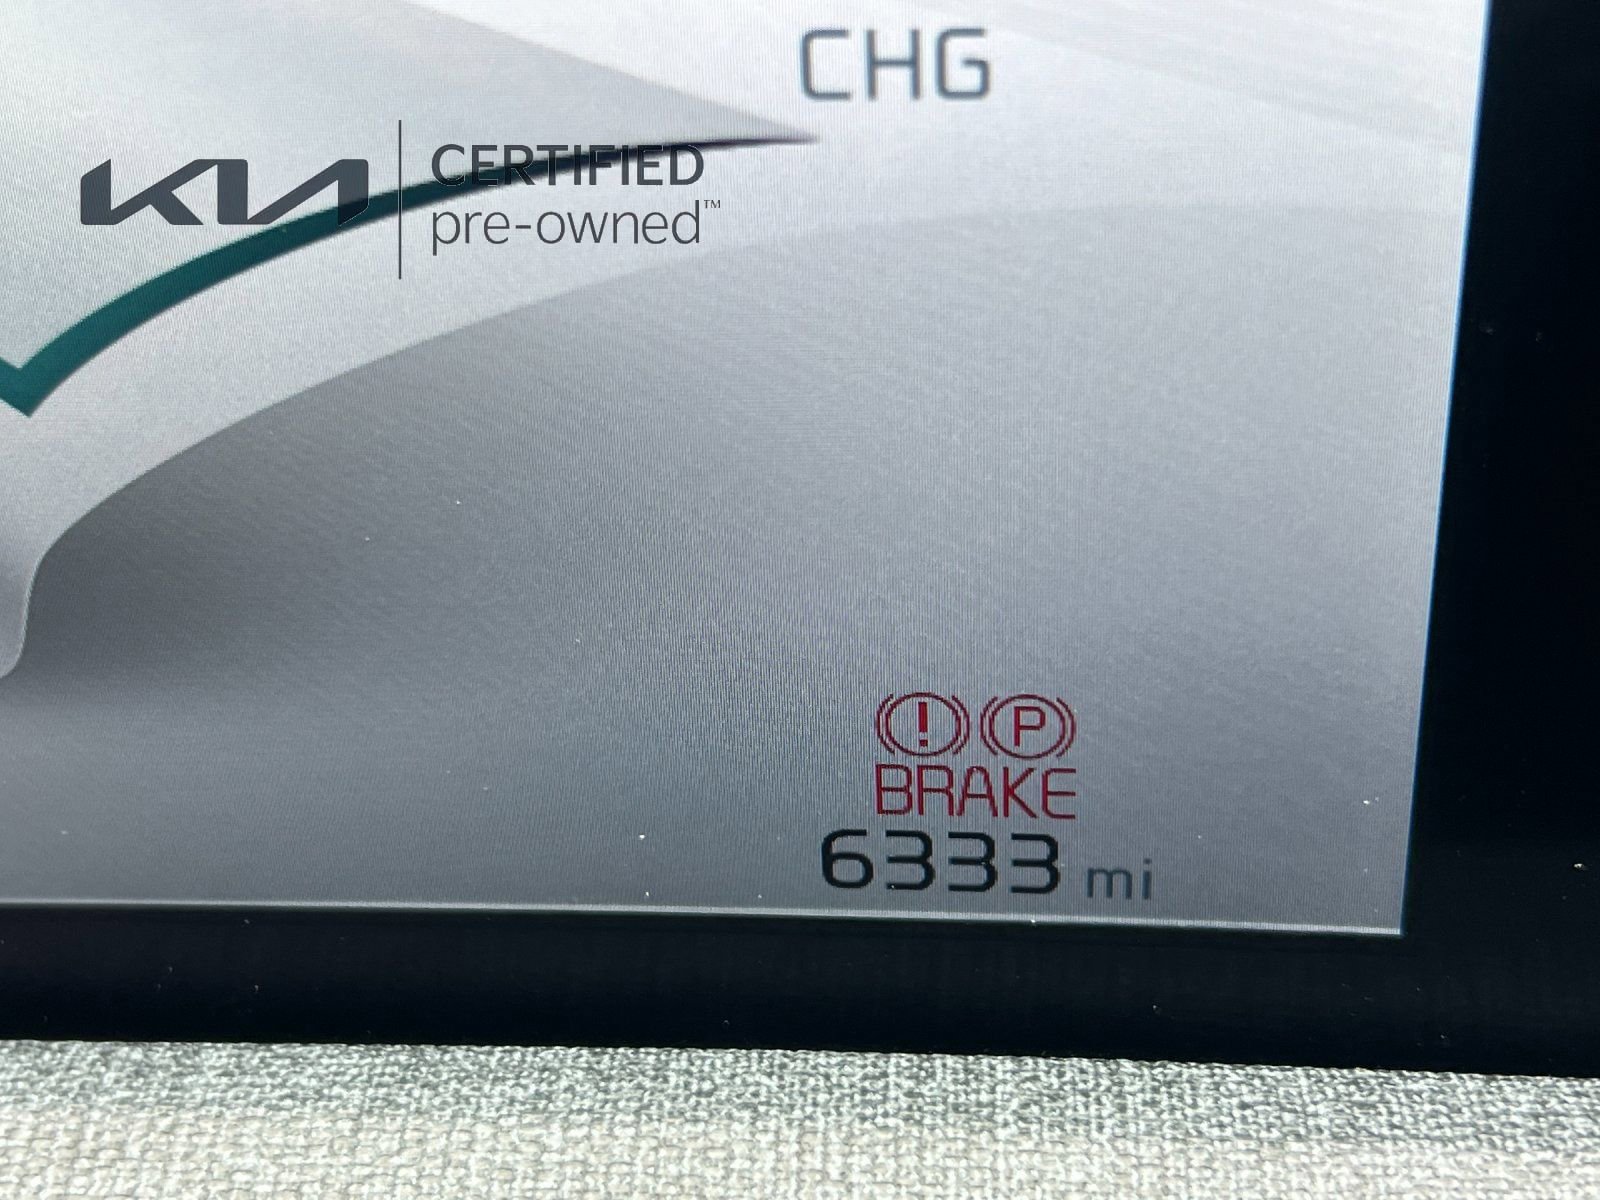 CHG
KIA
CERTIFIED
pre-owned™
(!) (P)
BRAKE
6333 mi